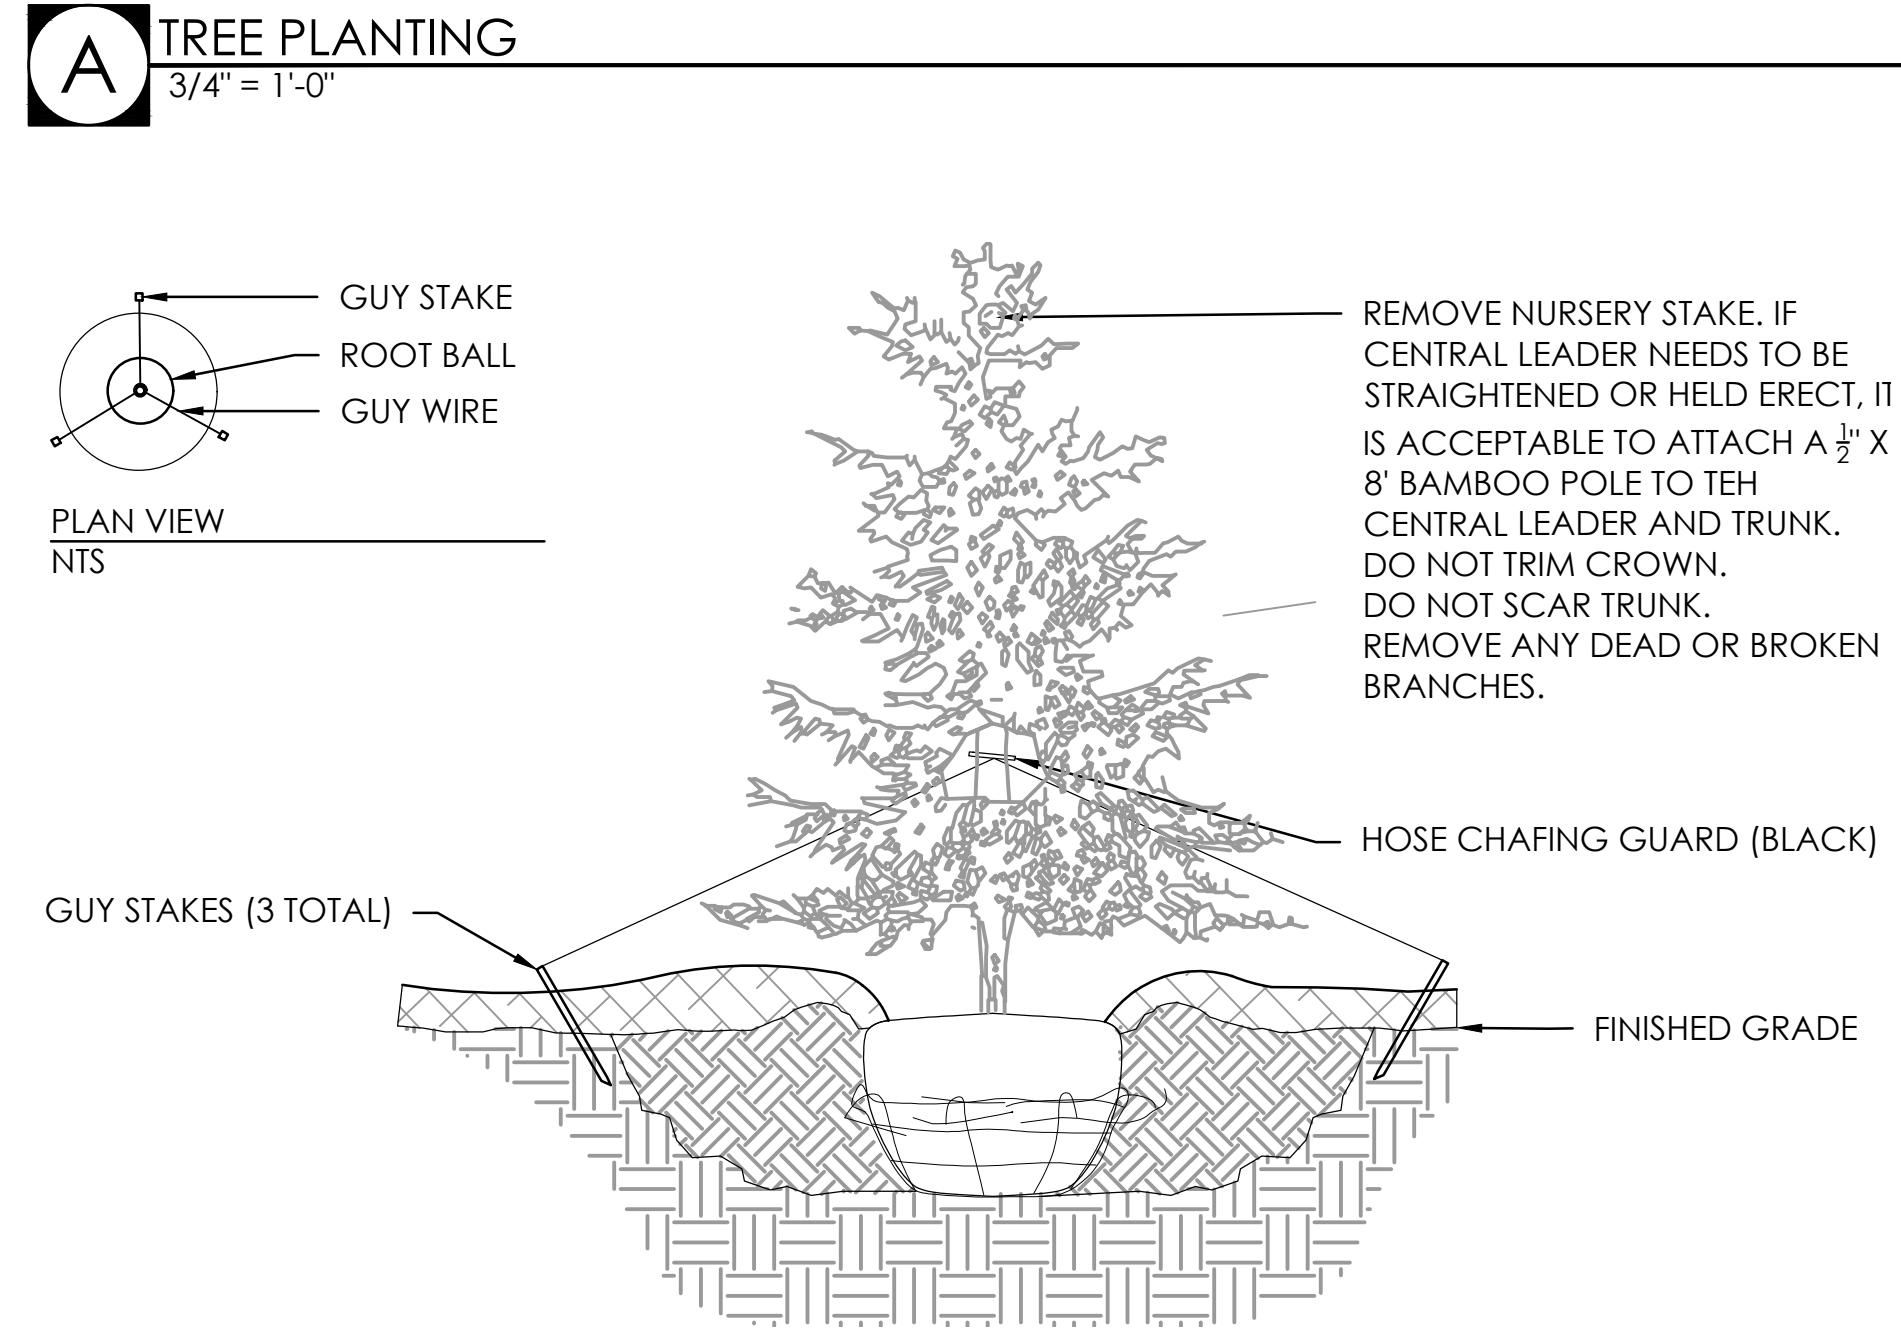 A
TREE PLANTING
3/4" = 1'-0"
GUY STAKE
ROOT BALL
GUY WIRE
PLAN VIEW
NTS
REMOVE NURSERY STAKE. IF
CENTRAL LEADER NEEDS TO BE
STRAIGHTENED OR HELD ERECT, IT
IS ACCEPTABLE TO ATTACH A ½" X
8' BAMBOO POLE TO TEH
CENTRAL LEADER AND TRUNK.
DO NOT TRIM CROWN.
DO NOT SCAR TRUNK.
REMOVE ANY DEAD OR BROKEN
BRANCHES.
HOSE CHAFING GUARD (BLACK)
GUY STAKES (3 TOTAL)
FINISHED GRADE